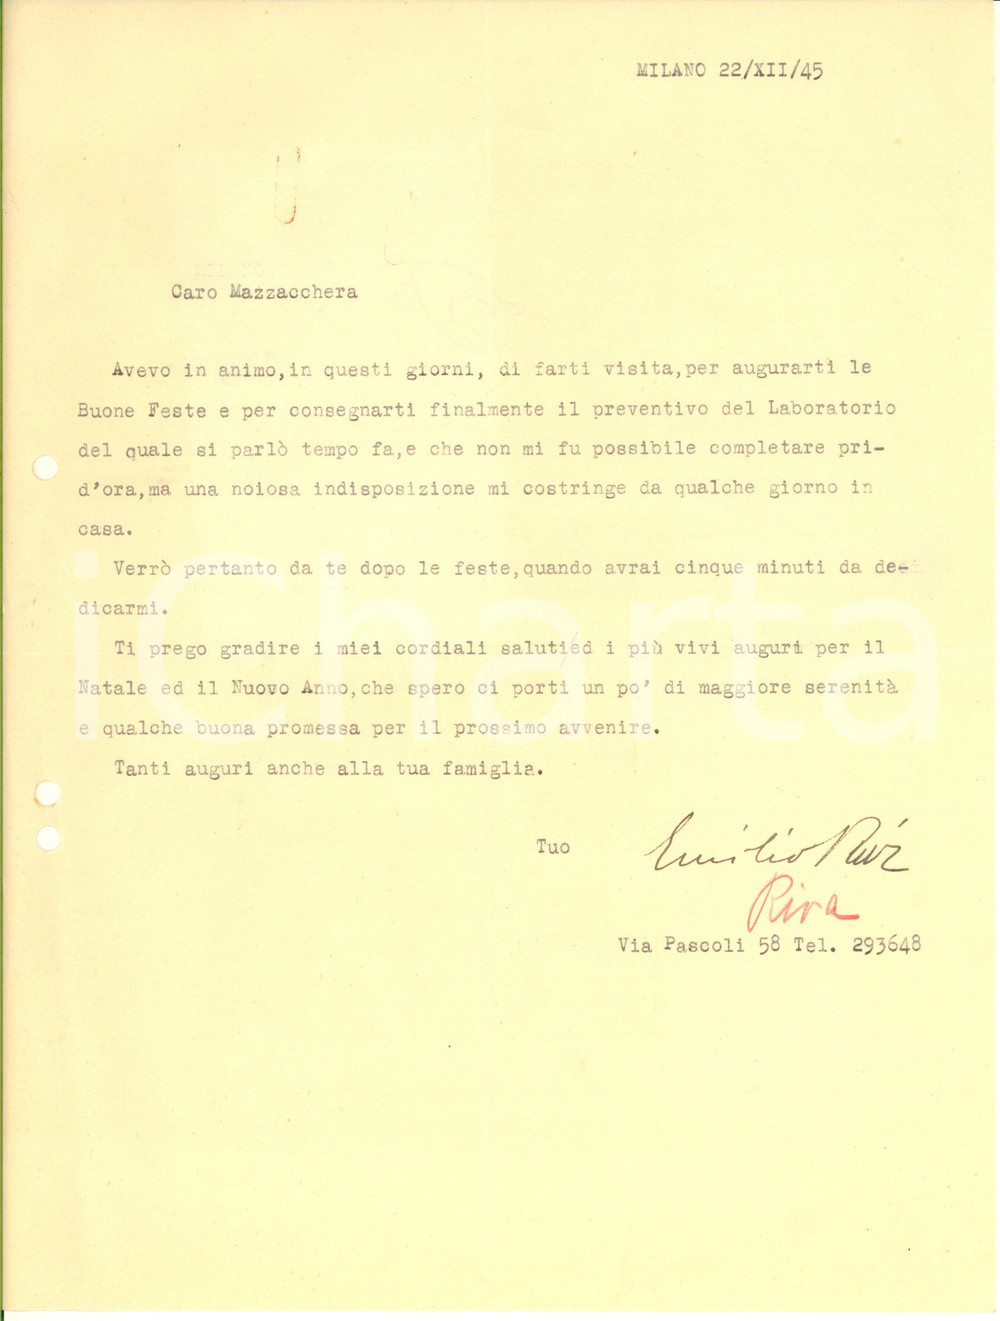 MILANO 22/XII/45
Caro Mazzacchera
Avevo in animo,in questi giorni, di farti visita,per augurarti le
Buone Feste e per consegnarti finalmente il preventivo del Laboratorio
del quale si parlò tempo fa,e che non mi fu possibile completare pri-
d'ora,ma una noiosa indisposizione mi costringe da qualche giorno in
casa.
Verrò pertanto da te dopo le feste,quando avrai cinque minuti da de-
dicarmi.
Ti prego gradire i miei cordiali saluti ed i più vivi auguri per il
Natale ed il Nuovo Anno,che spero ci porti un po' di maggiore serenità
e qualche buona promessa per il prossimo avvenire.
Tanti auguri anche alla tua famiglia.
Tuo Emilio Riva
Riva
Via Pascoli 58 Tel. 293648
iCharta